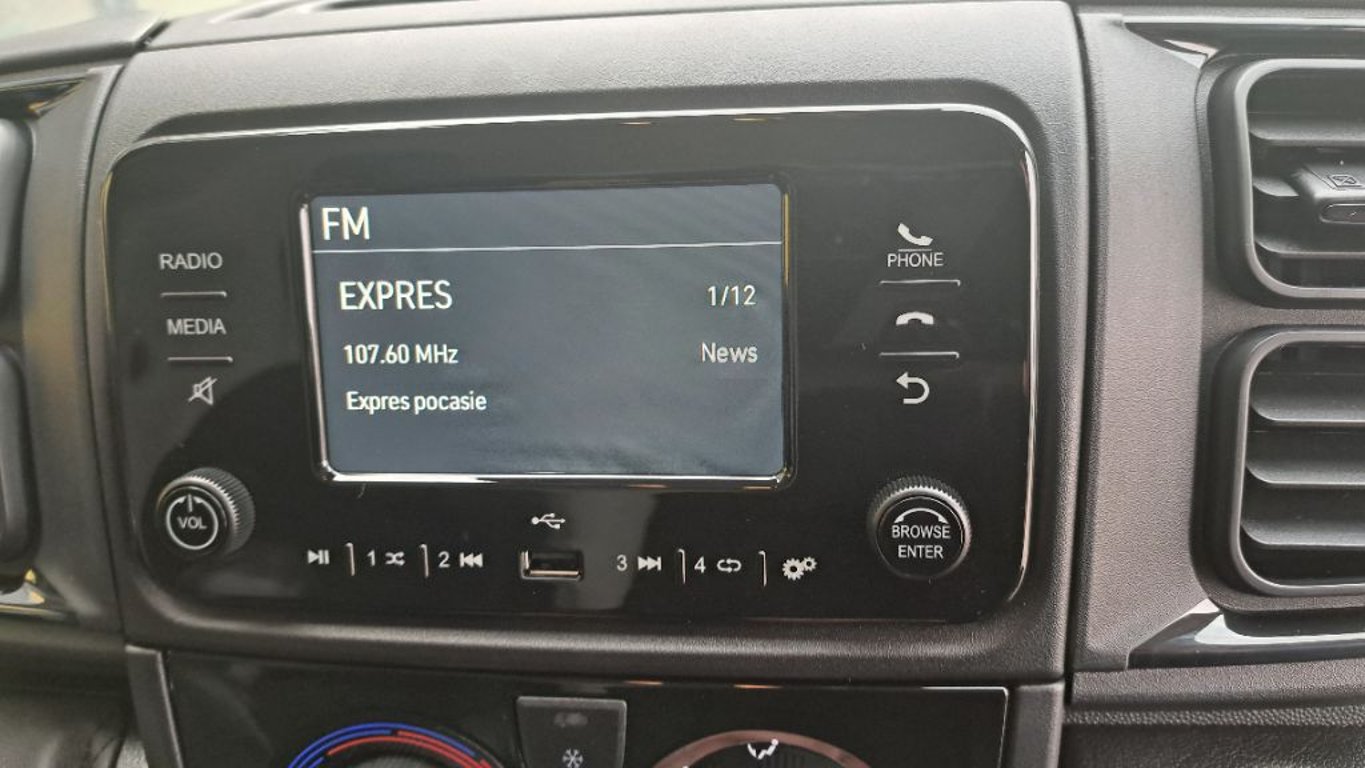 FM
RADIO
EXPRES 1/12
MEDIA
107.60 MHz News
Expres pocasie
PHONE
VOL
1
2
3
4
BROWSE
ENTER